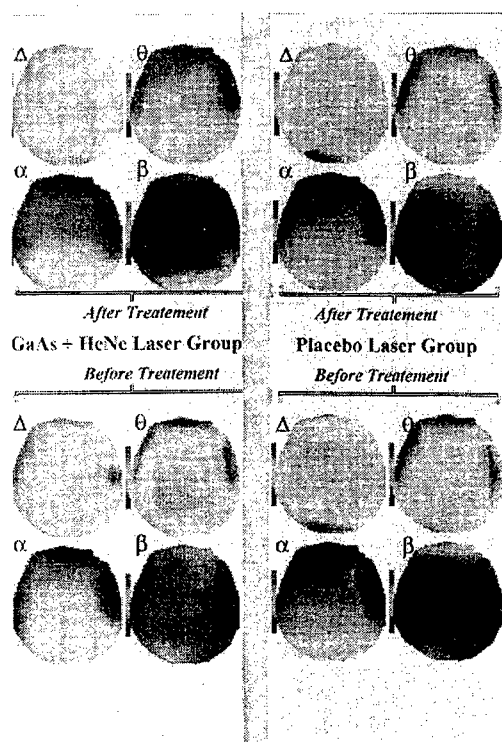 Δ θ Δ θ
α β α β
After Treatement After Treatement
GaAs + HeNe Laser Group Placebo Laser Group
Before Treatement Before Treatement
Δ θ Δ θ
α β α β